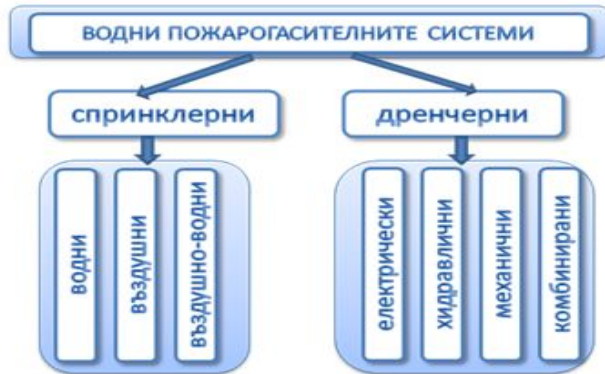 ВОДНИ ПОЖАРОГАСИТЕЛНИТЕ СИСТЕМИ
спринклерни
дренчерни
водни
въздушни
въздушно-водни
електрически
хидравлични
механични
комбинирани